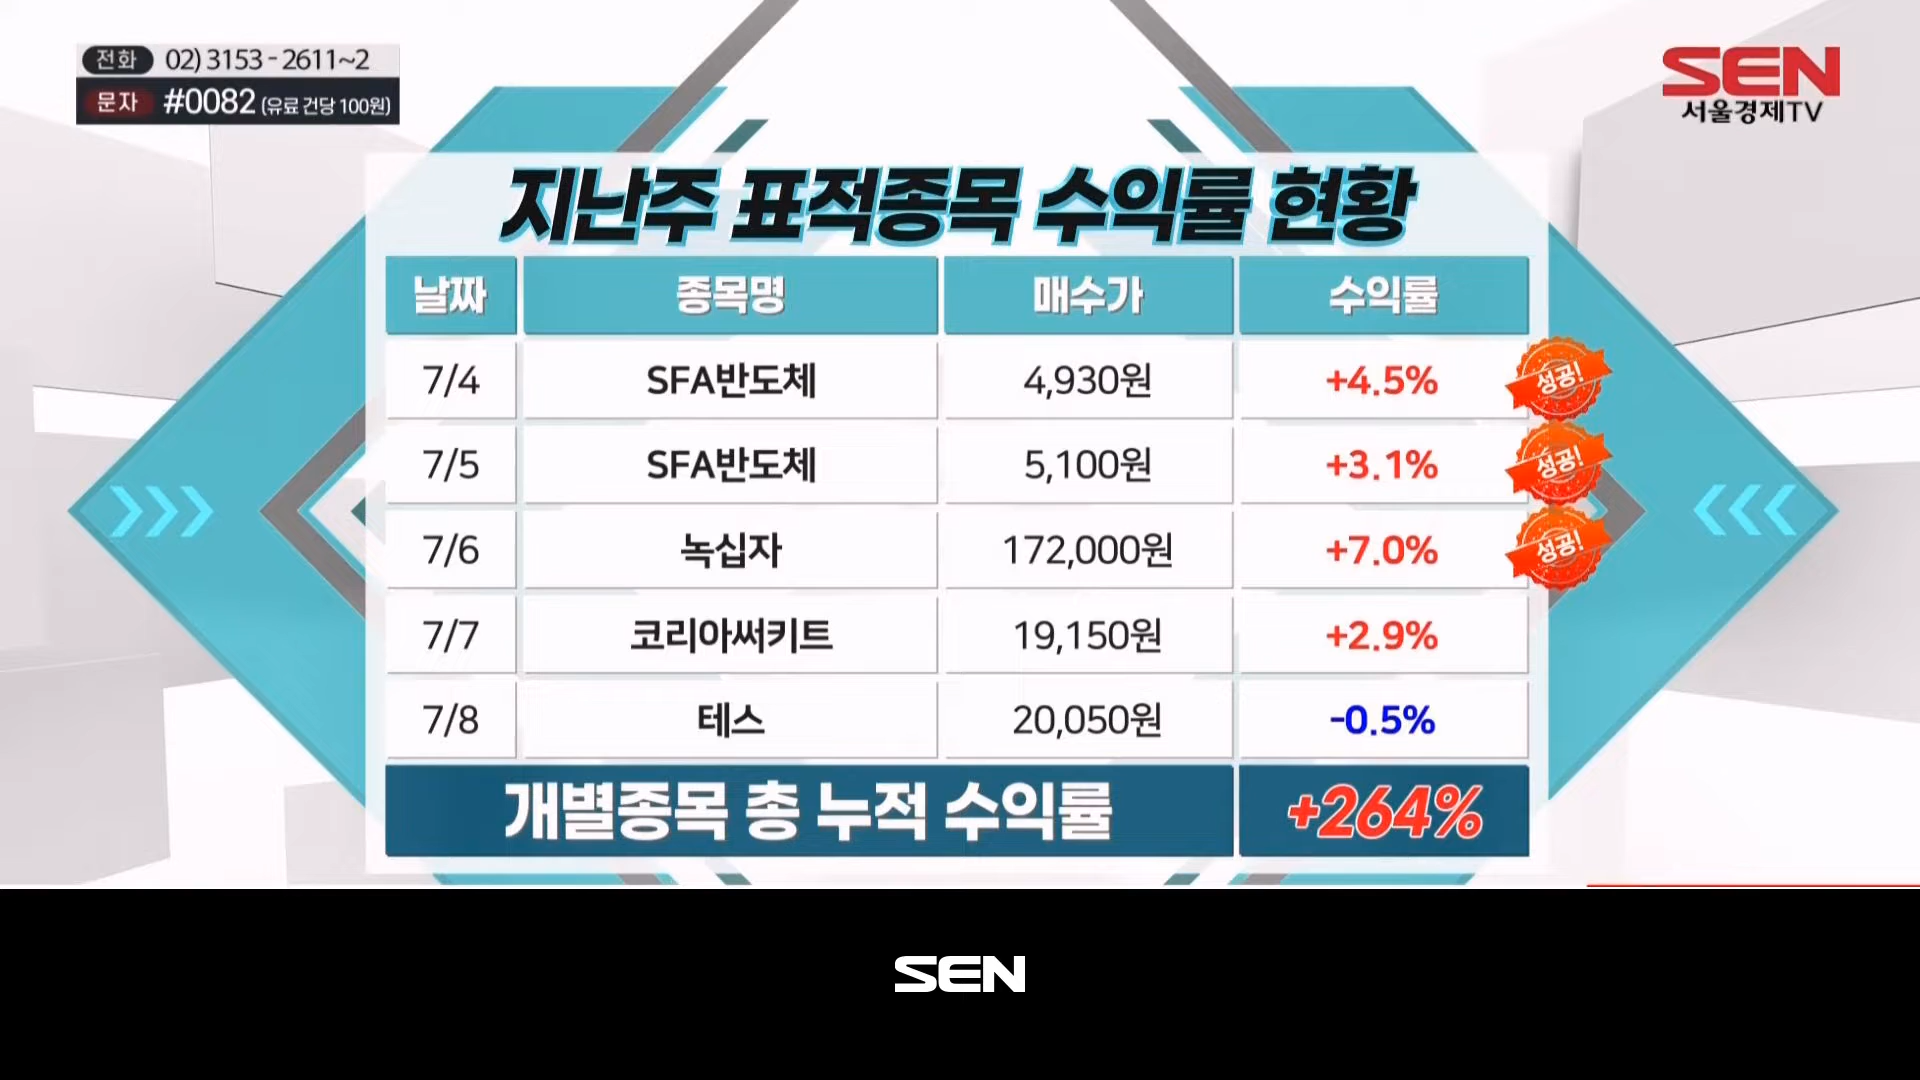 전화 02) 3153 - 2611~2
문자 #0082 (유료 건당 100원)
SEN
서울경제TV
지난주 표적종목 수익률 현황
날짜 종목명 매수가 수익률
7/4 SFA반도체 4,930원 +4.5% 성공!
7/5 SFA반도체 5,100원 +3.1% 성공!
7/6 녹십자 172,000원 +7.0% 성공!
7/7 코리아써키트 19,150원 +2.9%
7/8 테스 20,050원 -0.5%
개별종목 총 누적 수익률 +264%
SEN